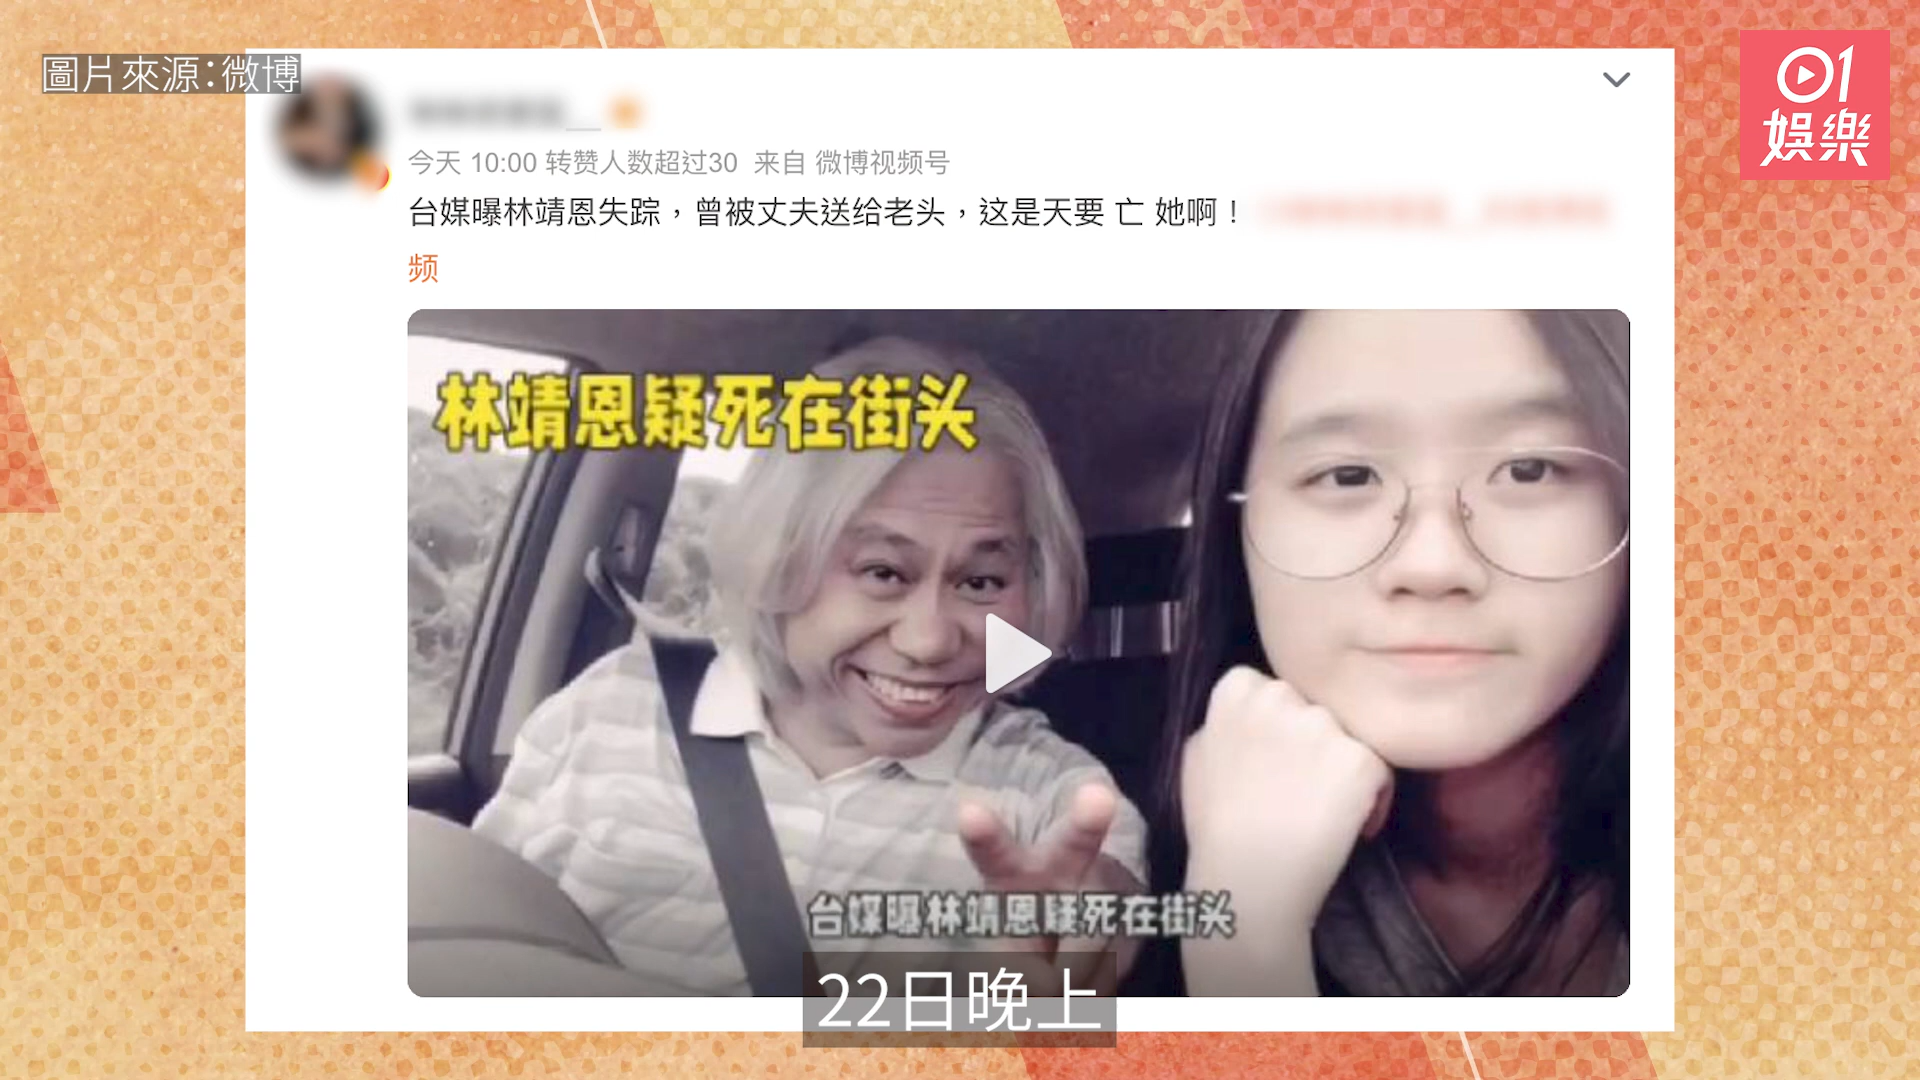 圖片來源：微博
01
娛樂
今天 10:00 转赞人数超过30 来自 微博视频号
台媒曝林靖恩失踪，曾被丈夫送给老头，这是天要 亡 她啊！
频
林靖恩疑死在街头
台媒曝林靖恩疑死在街头
22日晚上